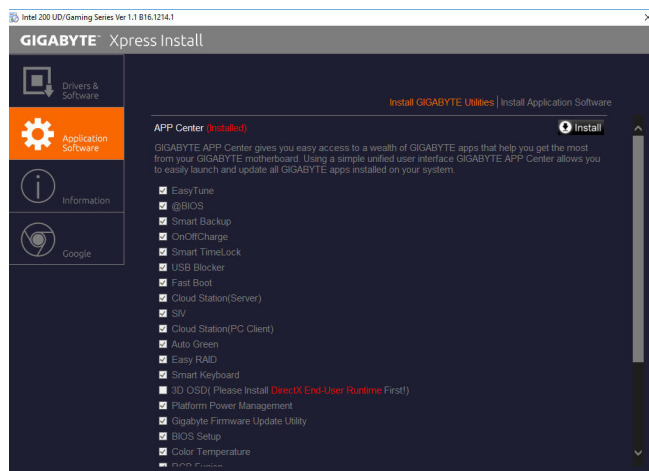 Intel 200 UD/Gaming Series Ver 1.1 B16.1214.1
GIGABYTE™ Xpress Install
Drivers &
Software
Application
Software
Information
Google
Install GIGABYTE Utilities | Install Application Software
APP Center (Installed)
Install
GIGABYTE APP Center gives you easy access to a wealth of GIGABYTE apps that help you get the most
from your GIGABYTE motherboard. Using a simple unified user interface GIGABYTE APP Center allows you
to easily launch and update all GIGABYTE apps installed on your system.
EasyTune
@BIOS
Smart Backup
OnOffCharge
Smart TimeLock
USB Blocker
Fast Boot
Cloud Station(Server)
SIV
Cloud Station(PC Client)
Auto Green
Easy RAID
Smart Keyboard
3D OSD( Please Install DirectX End-User Runtime First!)
Platform Power Management
Gigabyte Firmware Update Utility
BIOS Setup
Color Temperature
RGB Fusion